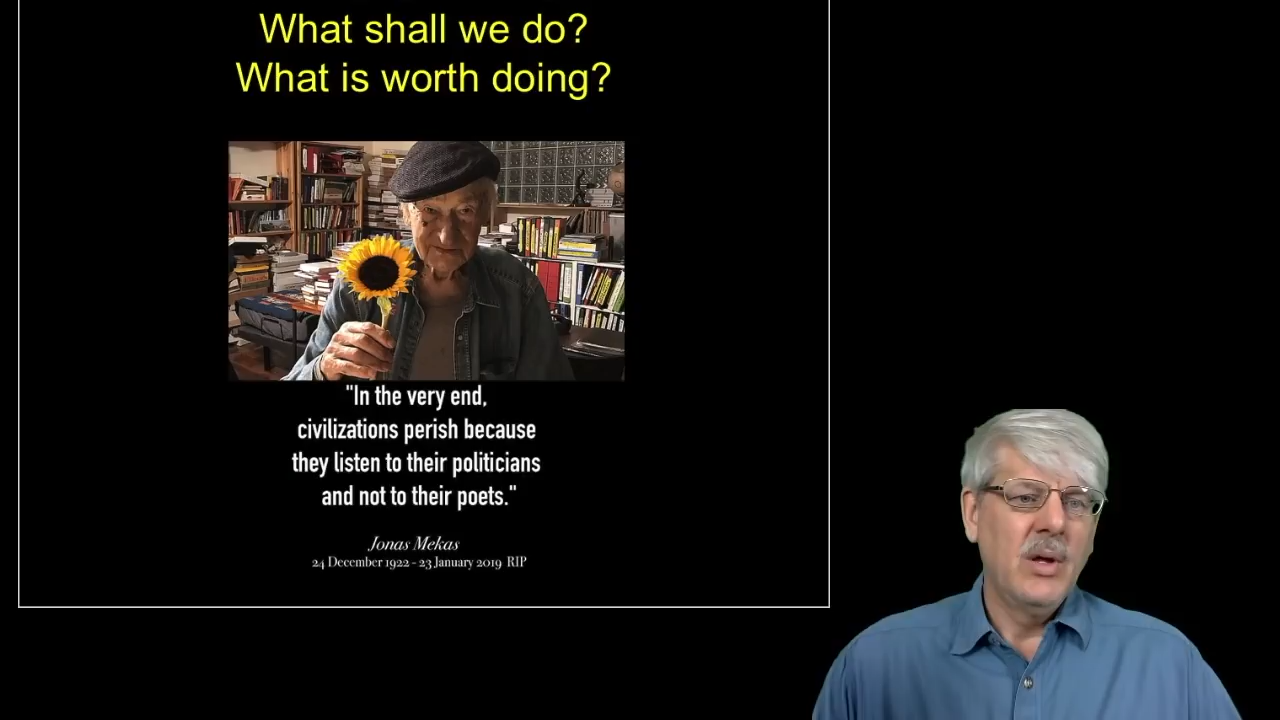 What shall we do?
What is worth doing?
"In the very end,
civilizations perish because
they listen to their politicians
and not to their poets."
Jonas Mekas
24 December 1922 - 23 January 2019 RIP